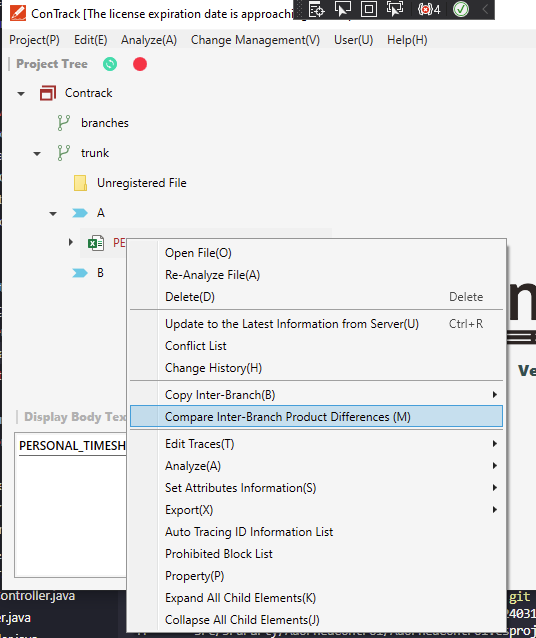 ConTrack [The license expiration date is approaching
4
Project(P) Edit(E) Analyze(A) Change Management(V) User(U) Help(H)
Project Tree
Contrack
branches
trunk
Unregistered File
A
PE
B
Open File(O)
Re-Analyze File(A)
Delete(D) Delete
Update to the Latest Information from Server(U) Ctrl+R
Conflict List
Change History(H)
Copy Inter-Branch(B)
Compare Inter-Branch Product Differences (M)
Edit Traces(T)
Analyze(A)
Set Attributes Information(S)
Export(X)
Auto Tracing ID Information List
Prohibited Block List
Property(P)
Expand All Child Elements(K)
Collapse All Child Elements(J)
Ve
Display Body Tex
PERSONAL_TIMESH
ontroller.java
r.java
git
24031